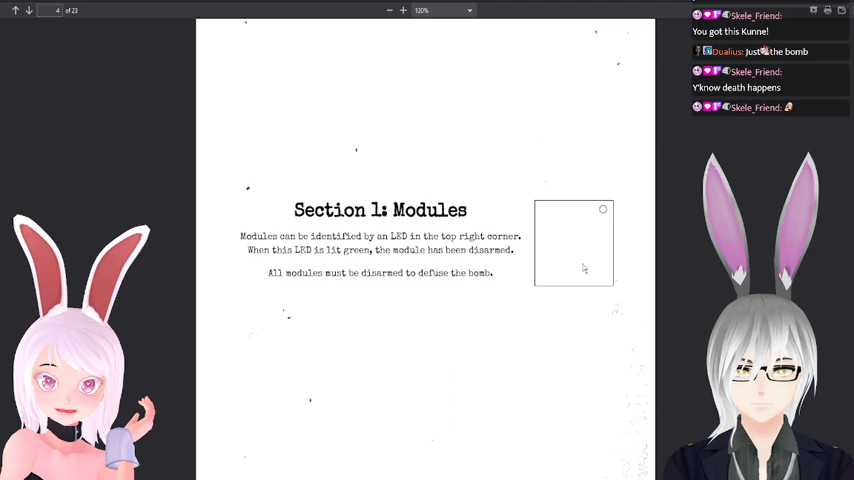 4 of 23
120%
Skele_Friend:
You got this Kunne!
Dualius: Just the bomb
Skele_Friend:
Y'know death happens
Skele_Friend:
Section 1: Modules
Modules can be identified by an LED in the top right corner.
When this LED is lit green, the module has been disarmed.
All modules must be disarmed to defuse the bomb.